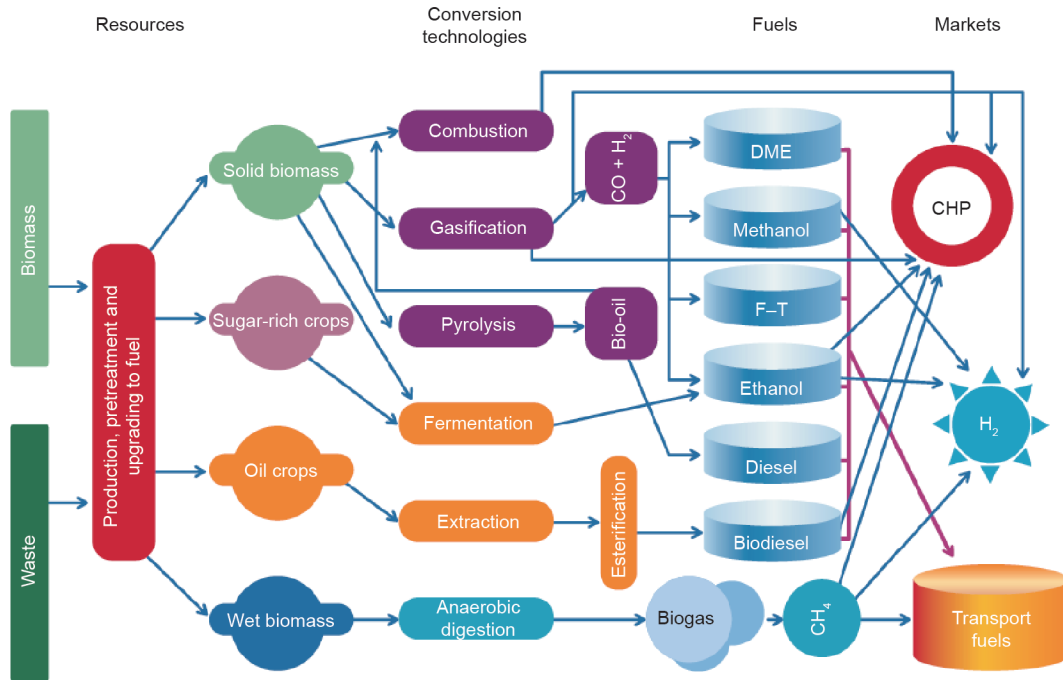 Resources
Conversion
technologies
Fuels
Markets
Biomass
Waste
Production, pretreatment and
upgrading to fuel
Solid biomass
Sugar-rich crops
Oil crops
Wet biomass
Combustion
Gasification
Pyrolysis
Fermentation
Extraction
Anaerobic
digestion
CO + H₂
Bio-oil
Esterification
Biogas
DME
Methanol
F–T
Ethanol
Diesel
Biodiesel
CH₄
CHP
H₂
Transport
fuels